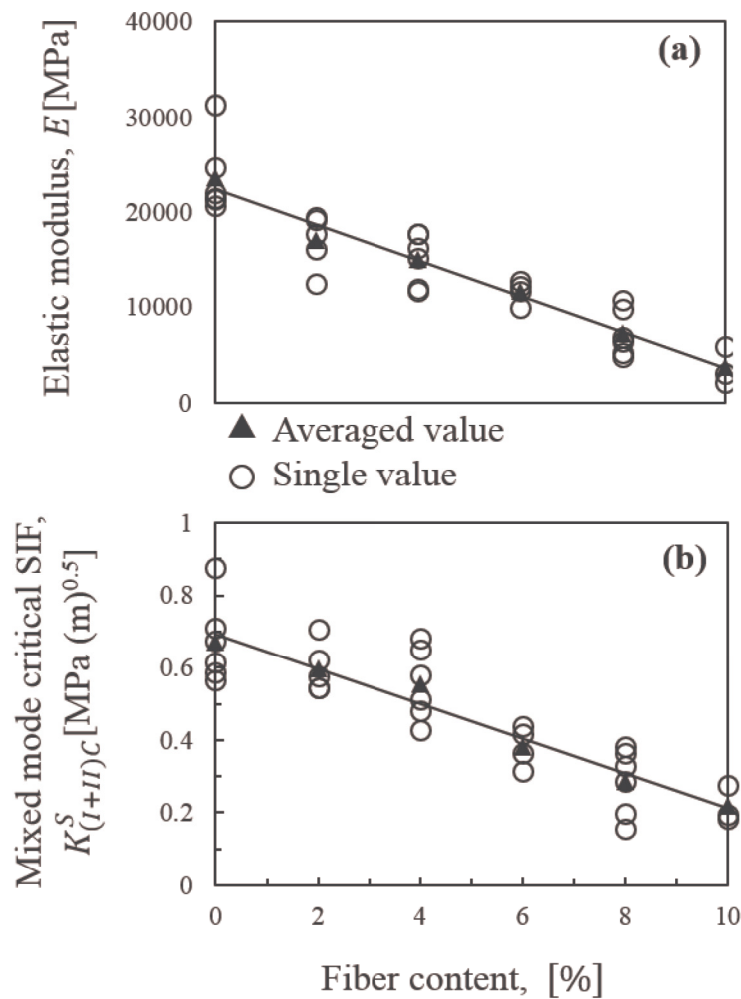 40000
(a)
30000
20000
10000
0
Elastic modulus, E [MPa]
Averaged value
Single value
1
(b)
0.8
0.6
0.4
0.2
0
Mixed mode critical SIF,
K^S_{(I+II)C} [MPa (m)^{0.5}]
0 2 4 6 8 10
Fiber content, [%]